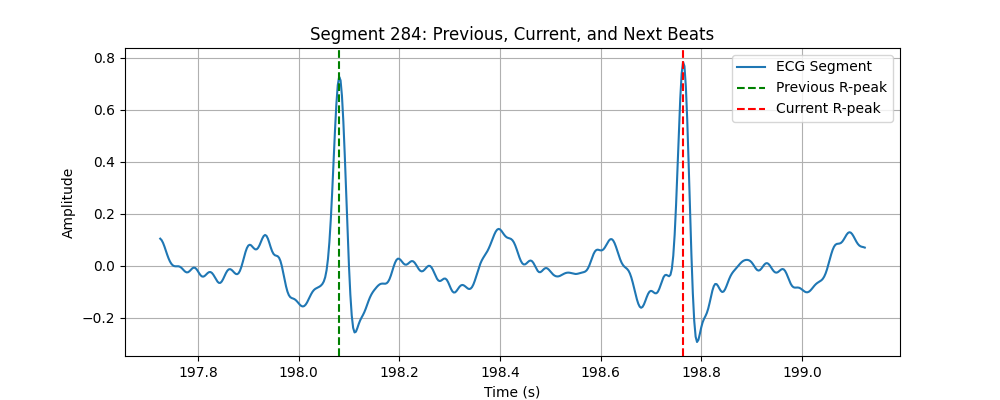 Segment 284: Previous, Current, and Next Beats
ECG Segment
Previous R-peak
Current R-peak
Amplitude
0.8
0.6
0.4
0.2
0.0
−0.2
197.8 198.0 198.2 198.4 198.6 198.8 199.0
Time (s)